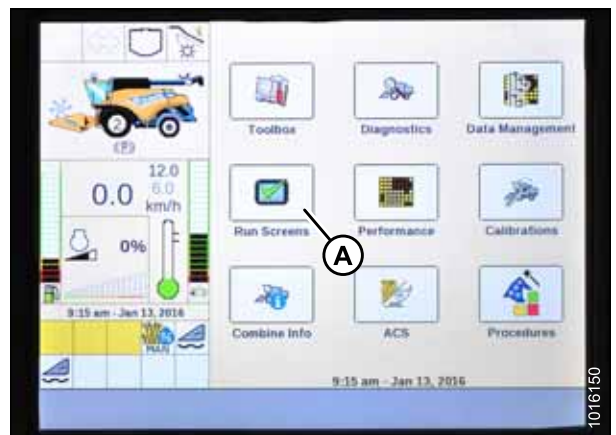 2
(P)
12.0
0.0
6.0
km/h
0%
9:15 am - Jan 13, 2016
MAN
Toolbox
Diagnostics
Data Management
Run Screens
Performance
Calibrations
A
Combine Info
ACS
Procedures
9:15 am - Jan 13, 2016
1016150